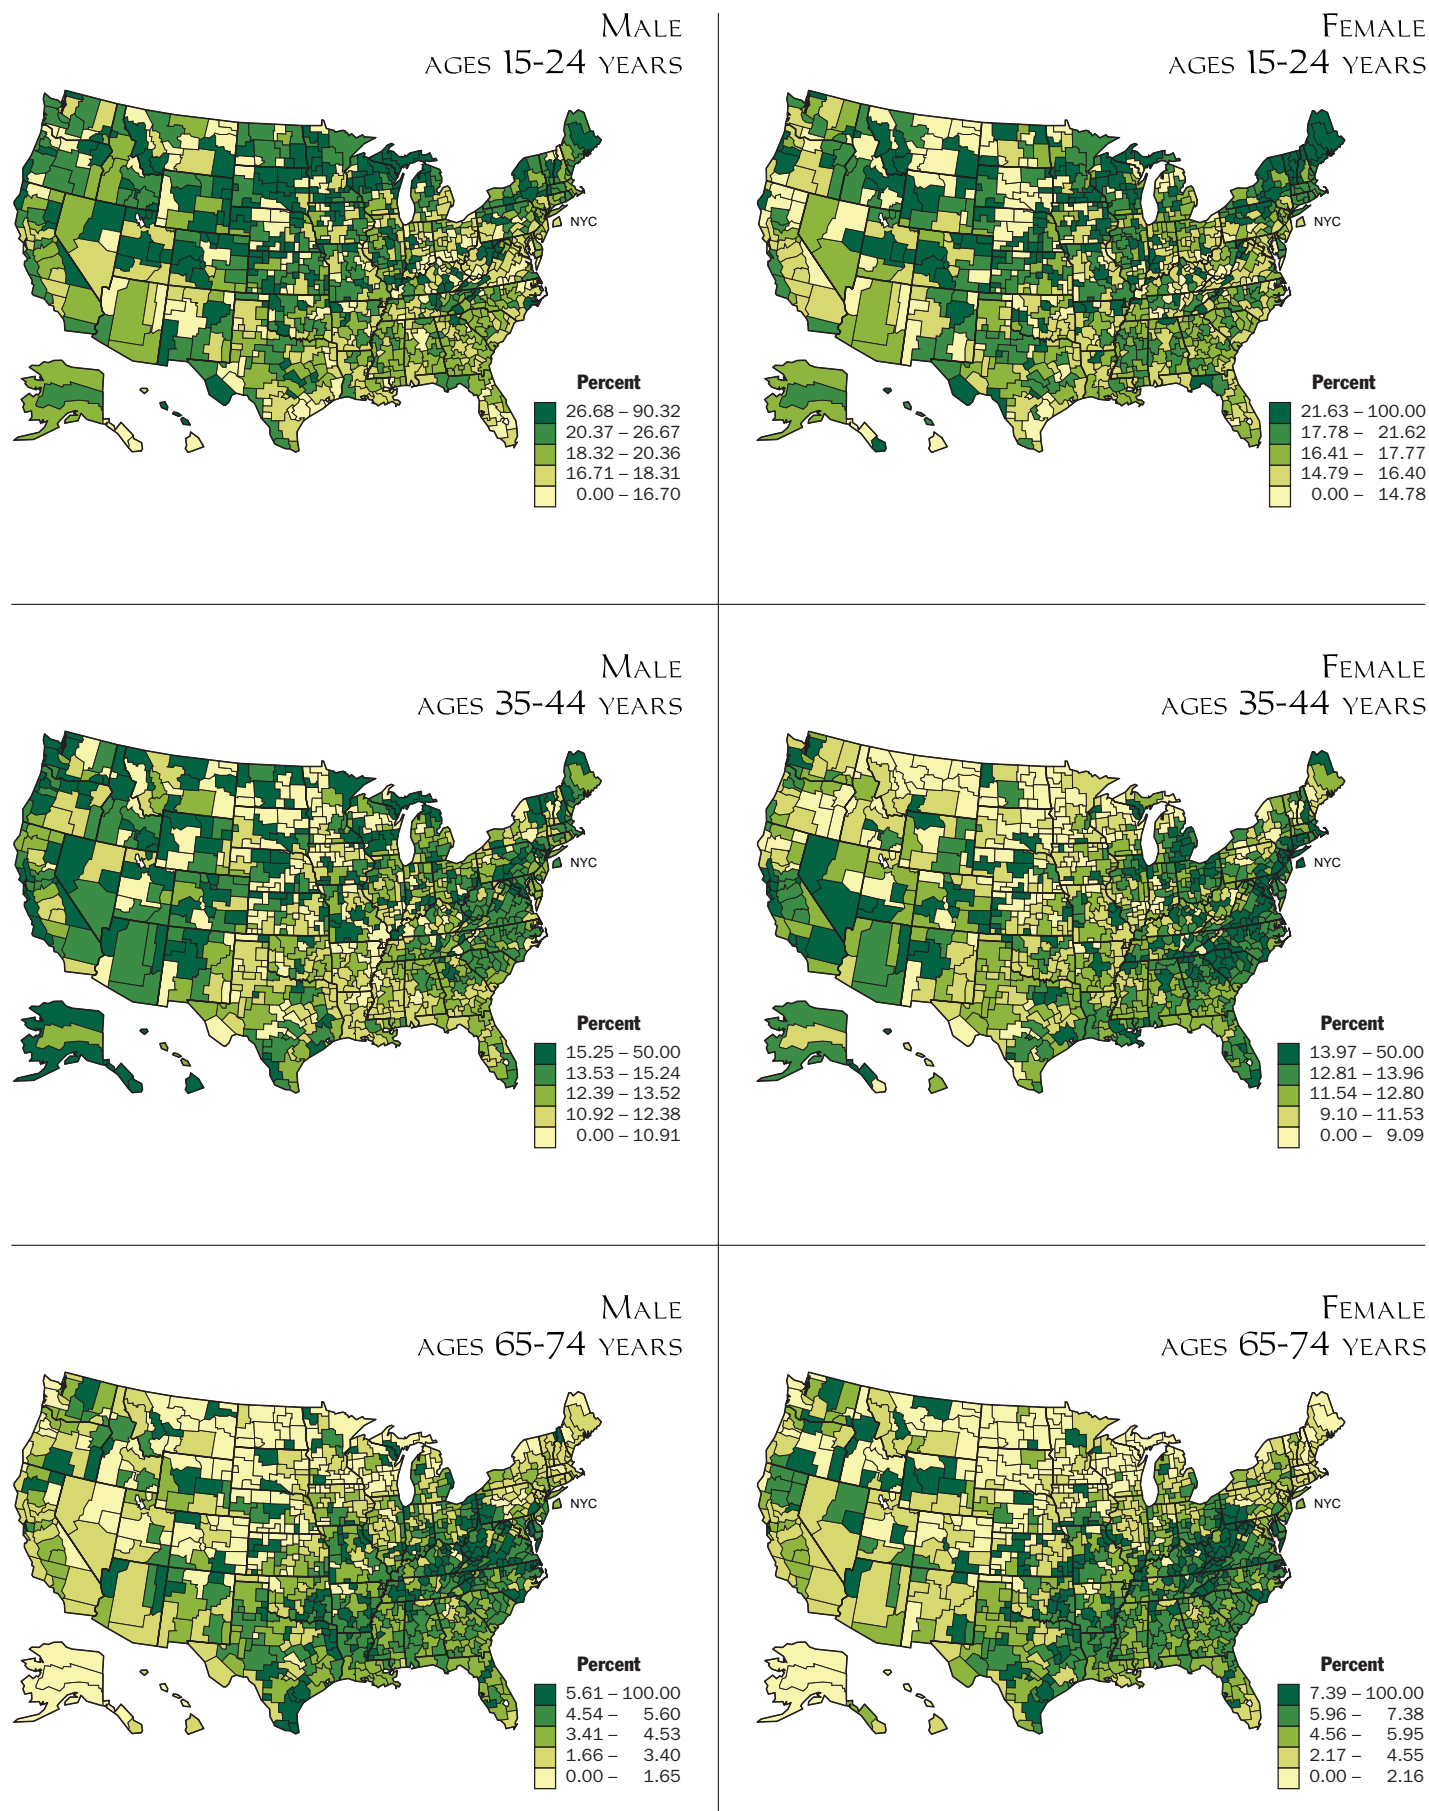 MALE
AGES 15-24 YEARS
NYC
Percent
26.68 – 90.32
20.37 – 26.67
18.32 – 20.36
16.71 – 18.31
0.00 – 16.70
FEMALE
AGES 15-24 YEARS
NYC
Percent
21.63 – 100.00
17.78 – 21.62
16.41 – 17.77
14.79 – 16.40
0.00 – 14.78
MALE
AGES 35-44 YEARS
NYC
Percent
15.25 – 50.00
13.53 – 15.24
12.39 – 13.52
10.92 – 12.38
0.00 – 10.91
FEMALE
AGES 35-44 YEARS
NYC
Percent
13.97 – 50.00
12.81 – 13.96
11.54 – 12.80
9.10 – 11.53
0.00 – 9.09
MALE
AGES 65-74 YEARS
NYC
Percent
5.61 – 100.00
4.54 – 5.60
3.41 – 4.53
1.66 – 3.40
0.00 – 1.65
FEMALE
AGES 65-74 YEARS
NYC
Percent
7.39 – 100.00
5.96 – 7.38
4.56 – 5.95
2.17 – 4.55
0.00 – 2.16